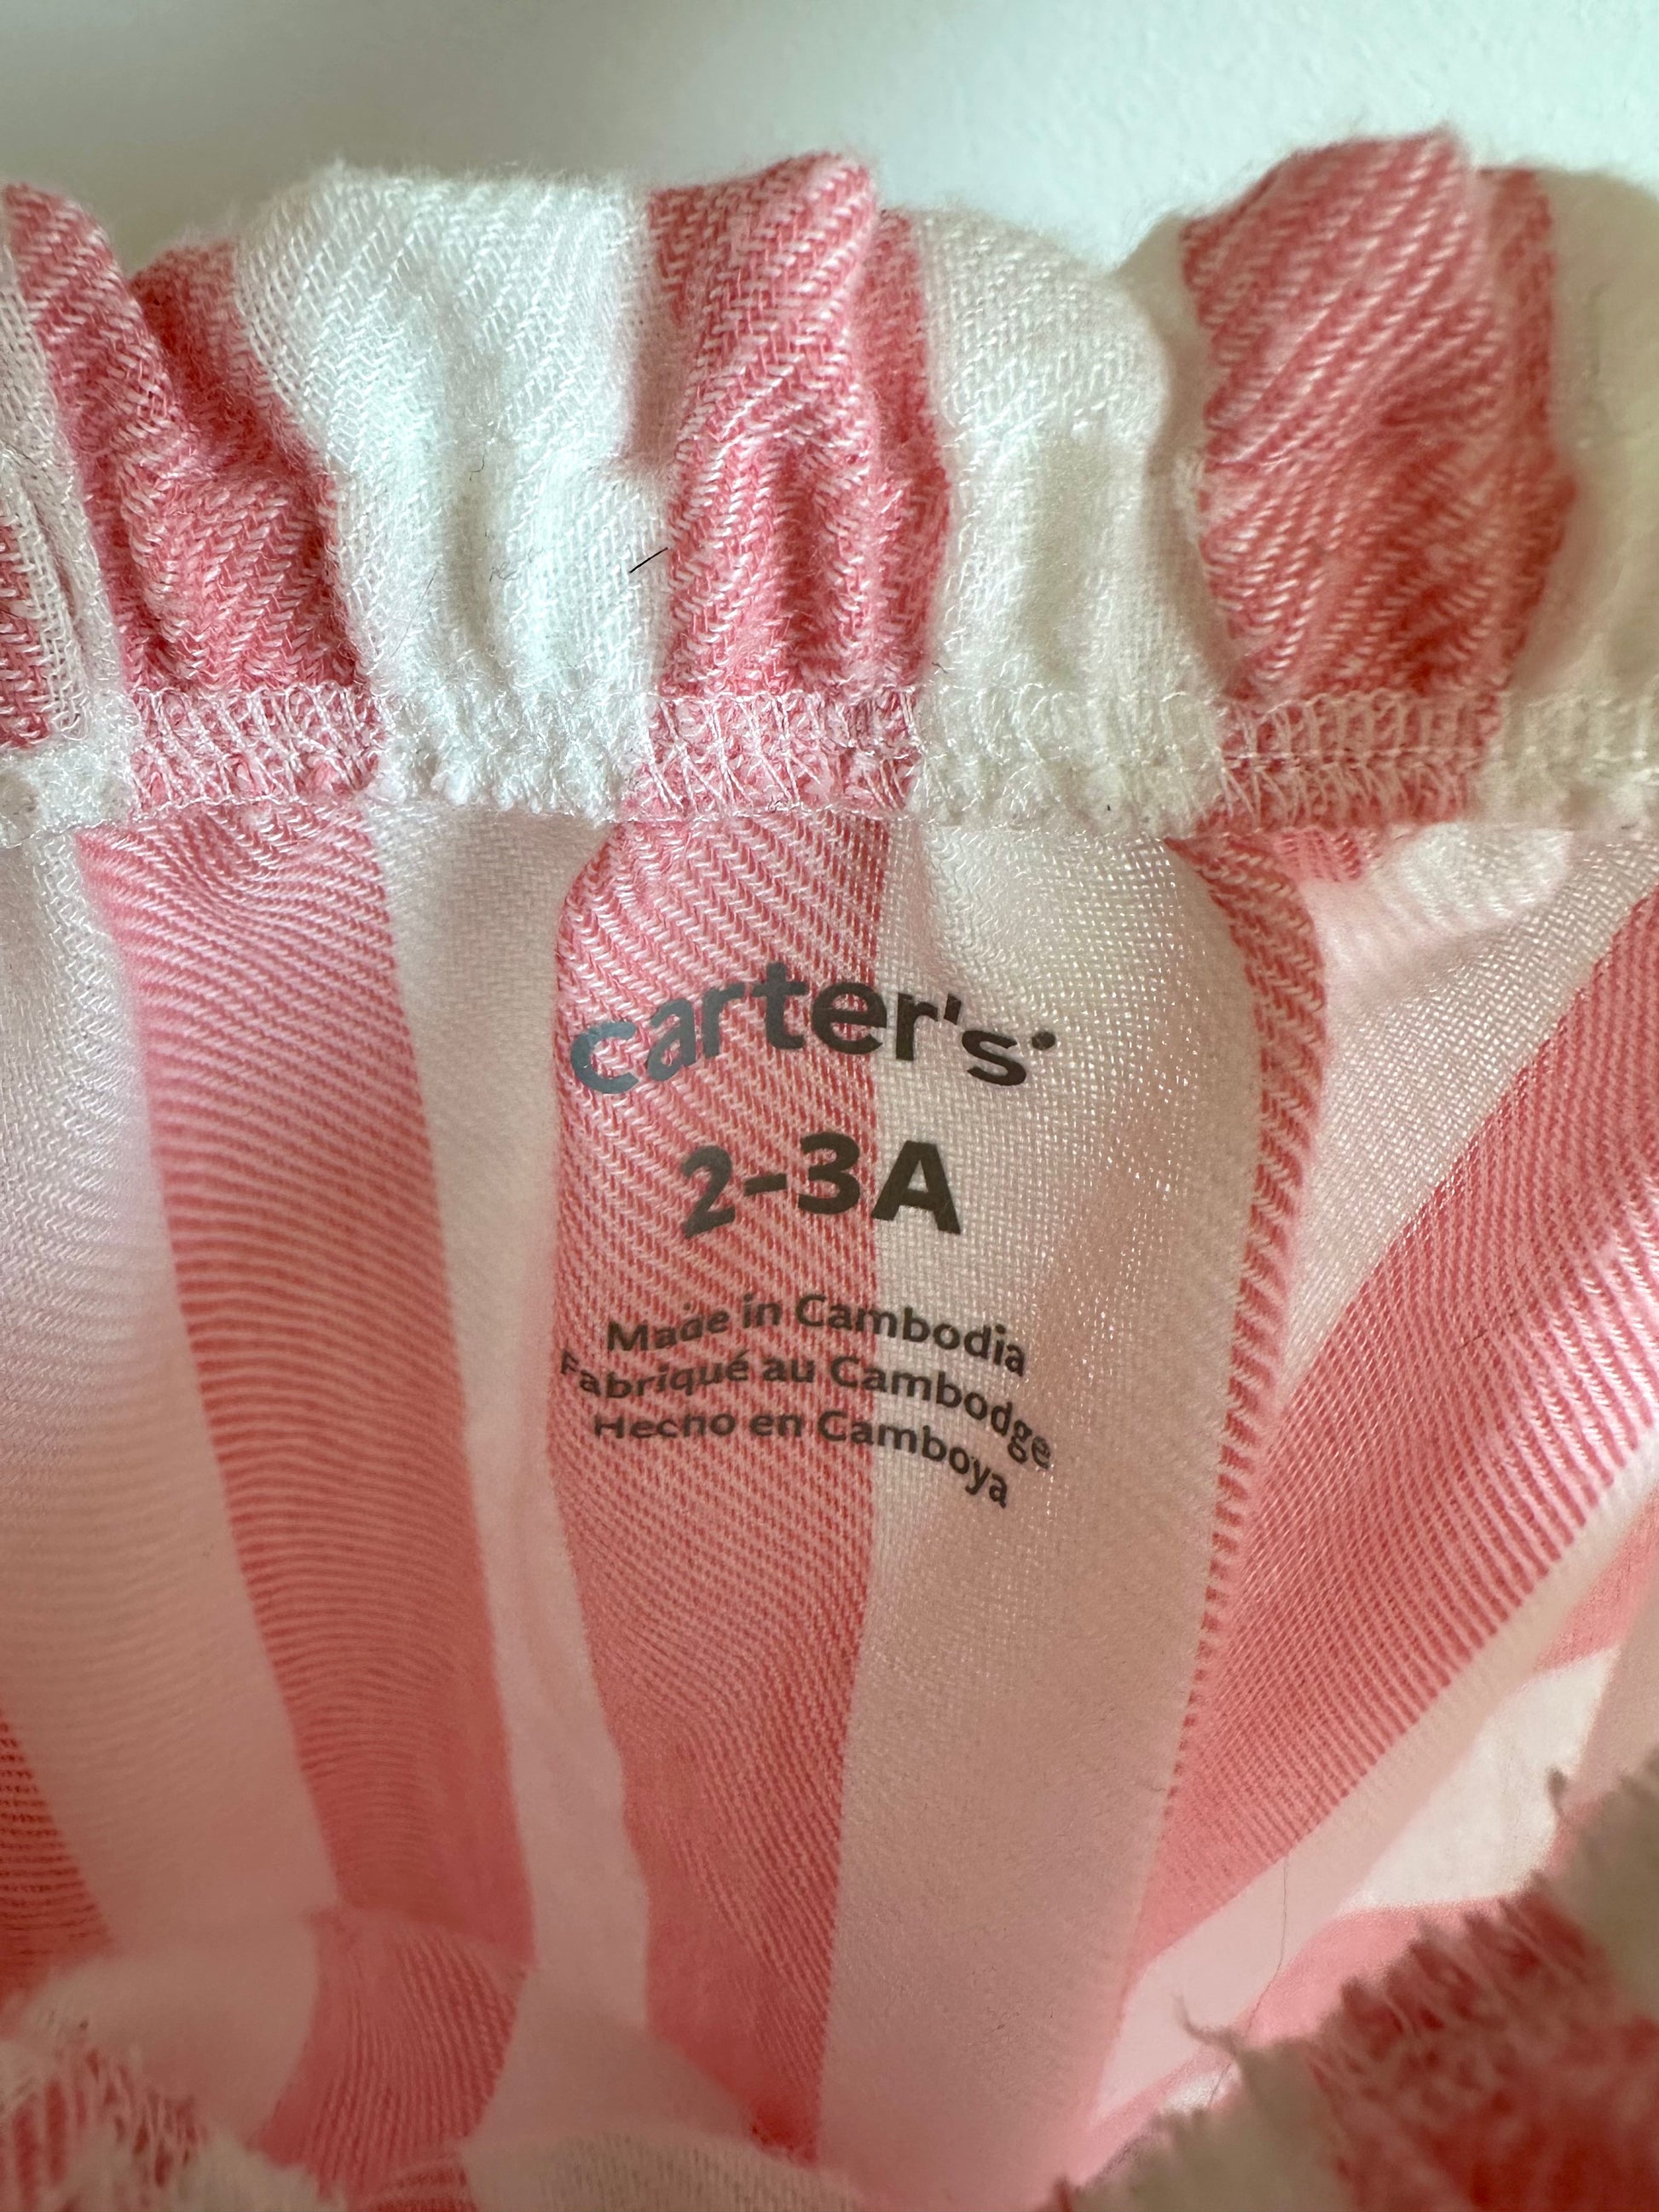 carter's
2-3A
Made in Cambodia
Fabriqué au Cambodge
Hecho en Camboya